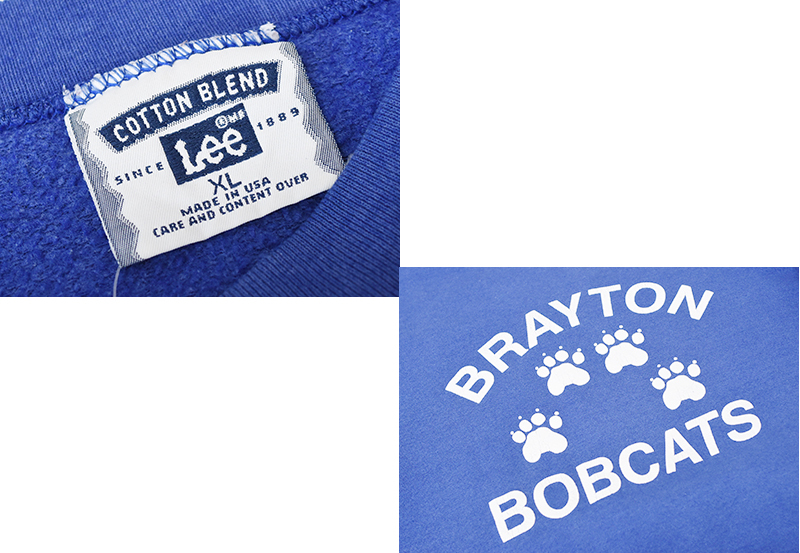 COTTON BLEND
©MR
Lee
SINCE 1889
XL
MADE IN USA
CARE AND CONTENT OVER
BRAYTON
BOBCATS